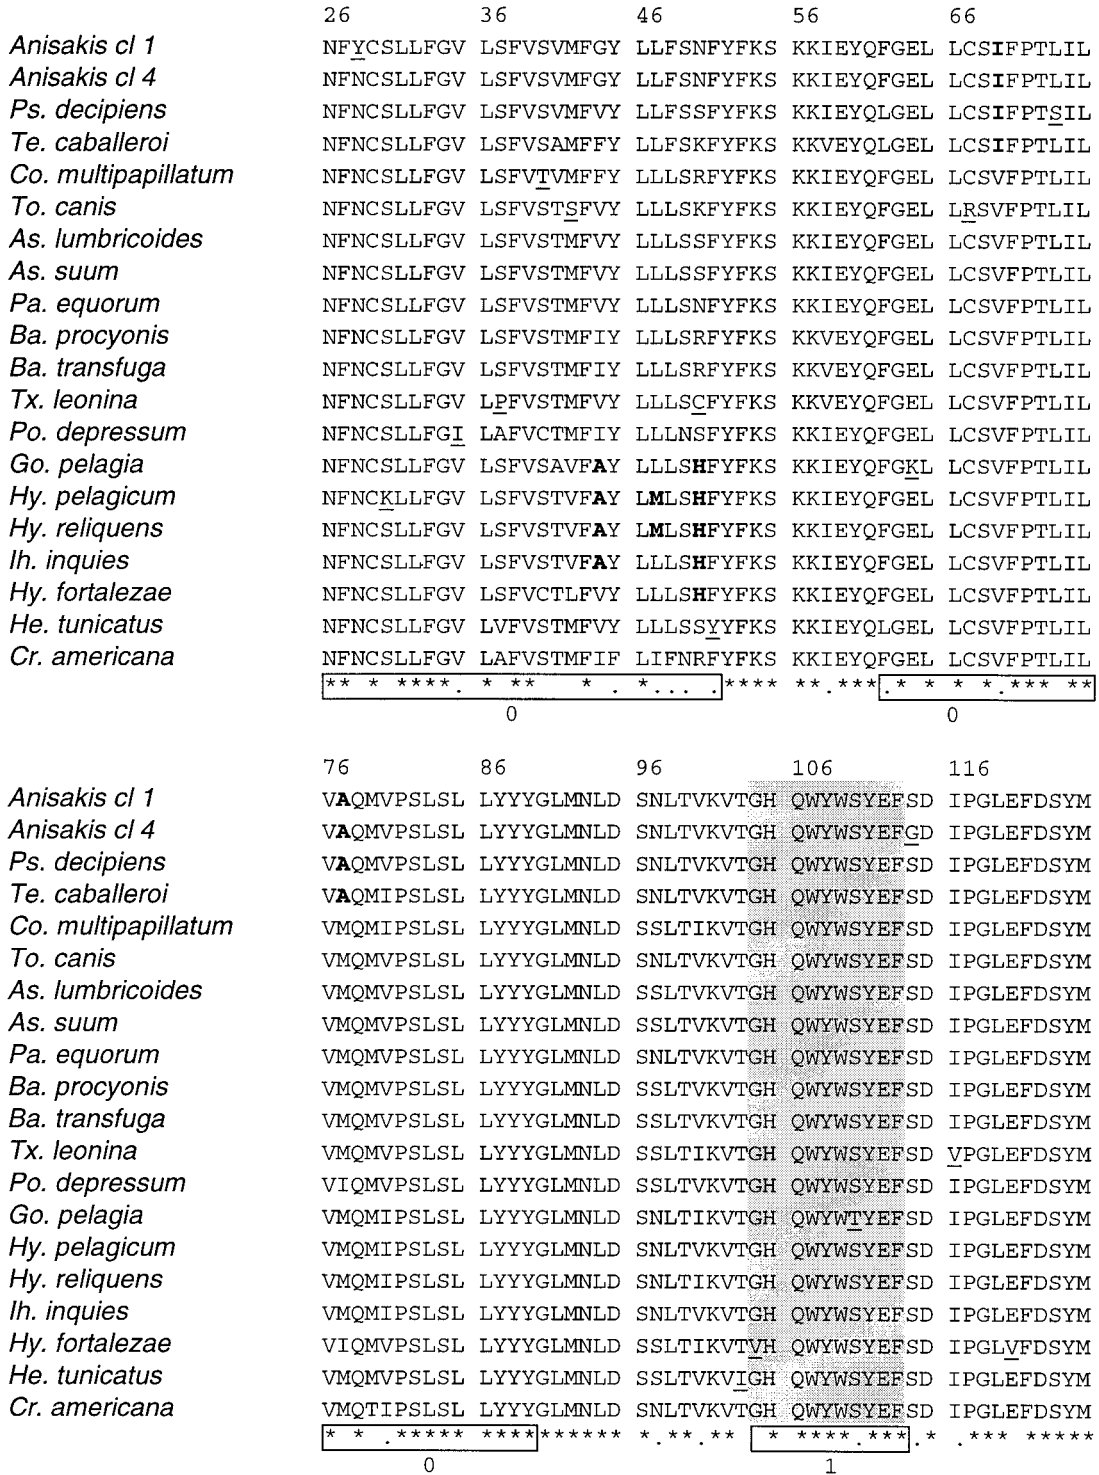 26 36 46 56 66
Anisakis cl 1 NFYCSLLFGV LSFVSVMFGY LLFSNFYFKS KKIEYQFGEL LCSIFPTLIL
Anisakis cl 4 NFNCSLLFGV LSFVSVMFGY LLFSNFYFKS KKIEYQFGEL LCSIFPTLIL
Ps. decipiens NFNCSLLFGV LSFVSVMFVY LLFSSFYFKS KKIEYQLGEL LCSIFPTSIL
Te. caballeroi NFNCSLLFGV LSFVSAMFFY LLFSKFYFKS KKVEYQLGEL LCSIFPTLIL
Co. multipapillatum NFNCSLLFGV LSFVTVMFFY LLLSRFYFKS KKIEYQFGEL LCSVFPTLIL
To. canis NFNCSLLFGV LSFVSTSFVY LLLSKFYFKS KKIEYQFGEL LRSVFPTLIL
As. lumbricoides NFNCSLLFGV LSFVSTMFVY LLLSSFYFKS KKIEYQFGEL LCSVFPTLIL
As. suum NFNCSLLFGV LSFVSTMFVY LLLSSFYFKS KKIEYQFGEL LCSVFPTLIL
Pa. equorum NFNCSLLFGV LSFVSTMFVY LLLSNFYFKS KKIEYQFGEL LCSVFPTLIL
Ba. procyonis NFNCSLLFGV LSFVSTMFIY LLLSRFYFKS KKVEYQFGEL LCSVFPTLIL
Ba. transfuga NFNCSLLFGV LSFVSTMFIY LLLSRFYFKS KKVEYQFGEL LCSVFPTLIL
Tx. leonina NFNCSLLFGV LPFVSTMFVY LLLSCFYFKS KKVEYQFGEL LCSVFPTLIL
Po. depressum NFNCSLLFGI LAFVCTMFIY LLLNSFYFKS KKIEYQFGEL LCSVFPTLIL
Go. pelagia NFNCSLLFGV LSFVSAVFAY LLLSHFYFKS KKIEYQFGKL LCSVFPTLIL
Hy. pelagicum NFNCKLLFGV LSFVSTVFAY LMLSHFYFKS KKIEYQFGEL LCSVFPTLIL
Hy. reliquens NFNCSLLFGV LSFVSTVFAY LMLSHFYFKS KKIEYQFGEL LCSVFPTLIL
Ih. inquies NFNCSLLFGV LSFVSTVFAY LLLSHFYFKS KKIEYQFGEL LCSVFPTLIL
Hy. fortalezae NFNCSLLFGV LSFVCTLFVY LLLSHFYFKS KKIEYQFGEL LCSVFPTLIL
He. tunicatus NFNCSLLFGV LVFVSTMFVY LLLSSYYFKS KKIEYQLGEL LCSVFPTLIL
Cr. americana NFNCSLLFGV LAFVSTMFIF LIFNRFYFKS KKIEYQFGEL LCSVFPTLIL
** * ****. * ** * . *... .**** **.***.* * * *.*** **
0 0
76 86 96 106 116
Anisakis cl 1 VAQMVPSLSL LYYYGLMNLD SNLTVKVTGH QWYWSYEFSD IPGLEFDSYM
Anisakis cl 4 VAQMVPSLSL LYYYGLMNLD SNLTVKVTGH QWYWSYEFGD IPGLEFDSYM
Ps. decipiens VAQMVPSLSL LYYYGLMNLD SNLTVKVTGH QWYWSYEFSD IPGLEFDSYM
Te. caballeroi VAQMIPSLSL LYYYGLMNLD SNLTVKVTGH QWYWSYEFSD IPGLEFDSYM
Co. multipapillatum VMQMIPSLSL LYYYGLMNLD SSLTIKVTGH QWYWSYEFSD IPGLEFDSYM
To. canis VMQMVPSLSL LYYYGLMNLD SNLTVKVTGH QWYWSYEFSD IPGLEFDSYM
As. lumbricoides VMQMVPSLSL LYYYGLMNLD SSLTVKVTGH QWYWSYEFSD IPGLEFDSYM
As. suum VMQMVPSLSL LYYYGLMNLD SSLTVKVTGH QWYWSYEFSD IPGLEFDSYM
Pa. equorum VMQMVPSLSL LYYYGLMNLD SNLTVKVTGH QWYWSYEFSD IPGLEFDSYM
Ba. procyonis VMQMVPSLSL LYYYGLMNLD SSLTVKVTGH QWYWSYEFSD IPGLEFDSYM
Ba. transfuga VMQMVPSLSL LYYYGLMNLD SSLTVKVTGH QWYWSYEFSD IPGLEFDSYM
Tx. leonina VMQMVPSLSL LYYYGLMNLD SSLTIKVTGH QWYWSYEFSD VPGLEFDSYM
Po. depressum VIQMVPSLSL LYYYGLMNLD SSLTVKVTGH QWYWSYEFSD IPGLEFDSYM
Go. pelagia VMQMIPSLSL LYYYGLMNLD SNLTIKVTGH QWYWTYEFSD IPGLEFDSYM
Hy. pelagicum VMQMIPSLSL LYYYGLMNLD SNLTIKVTGH QWYWSYEFSD IPGLEFDSYM
Hy. reliquens VMQMIPSLSL LYYYGLMNLD SNLTIKVTGH QWYWSYEFSD IPGLEFDSYM
Ih. inquies VMQMIPSLSL LYYYGLMNLD SNLTVKVTGH QWYWSYEFSD IPGLEFDSYM
Hy. fortalezae VIQMVPSLSL LYYYGLMNLD SSLTIKVTVH QWYWSYEFSD IPGLVFDSYM
He. tunicatus VMQMVPSLSL LYYYGLMNLD SNLTVKVIGH QWYWSYEFSD IPGLEFDSYM
Cr. americana VMQTIPSLSL LYYYGLMNLD SNLTVKVTGH QWYWSYEFSD IPGLEFDSYM
* * .***** ********** *.**.** * ****.***.* .*** *****
0 1